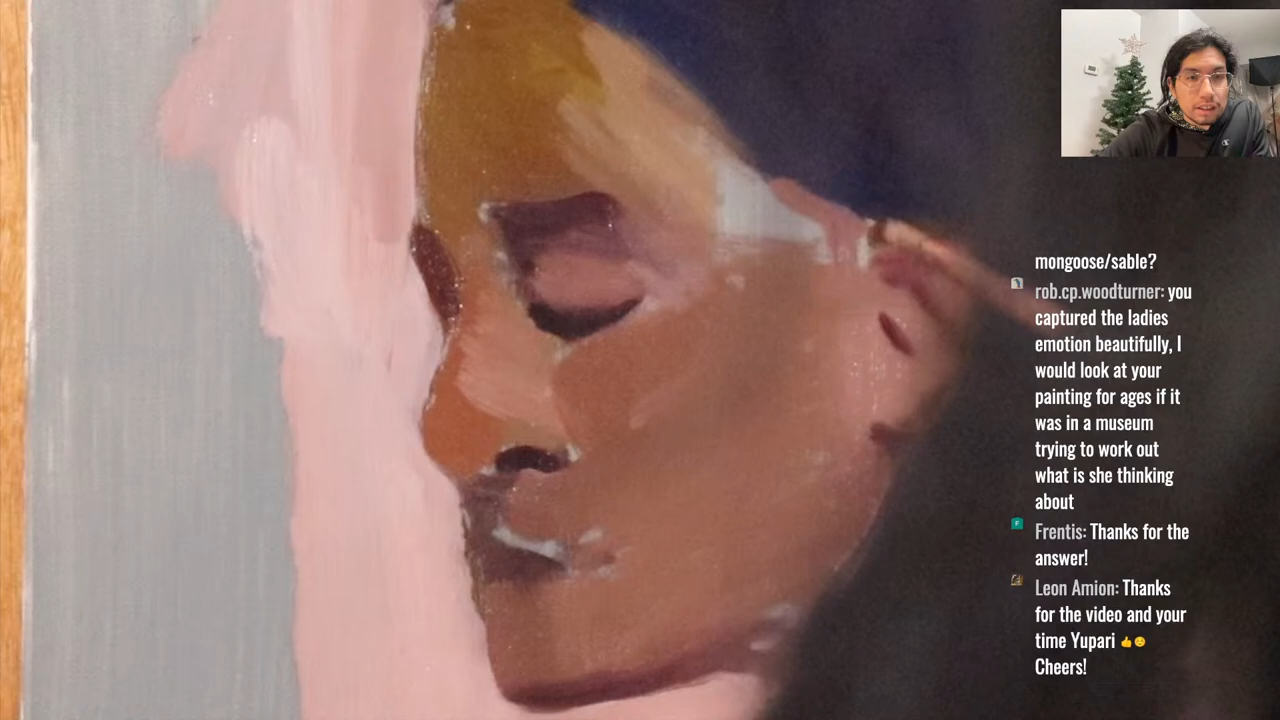 mongoose/sable?
rob.cp.woodturner: you
captured the ladies
emotion beautifully, I
would look at your
painting for ages if it
was in a museum
trying to work out
what is she thinking
about
Frentis: Thanks for the
answer!
Leon Amion: Thanks
for the video and your
time Yupari 👍☺️
Cheers!